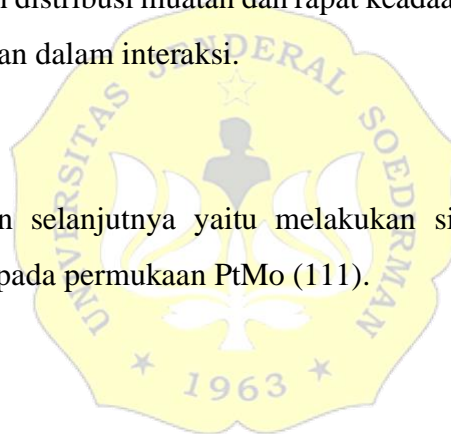 distribusi muatan dan rapat keadaa
an dalam interaksi.
UNIVERSITAS JENDERAL SOEDIRMAN
n selanjutnya yaitu melakukan si
pada permukaan PtMo (111).
1963